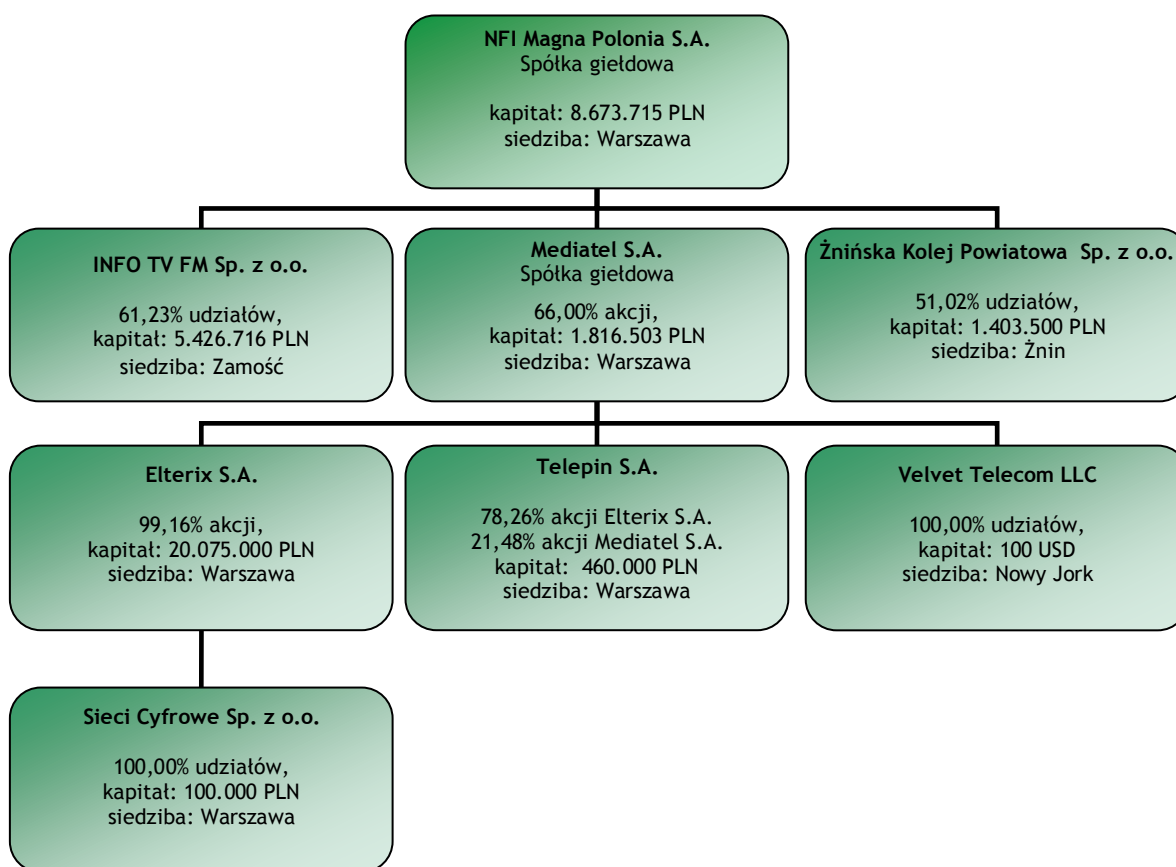 NFI Magna Polonia S.A.
Spółka giełdowa
kapitał: 8.673.715 PLN
siedziba: Warszawa
INFO TV FM Sp. z o.o.
61,23% udziałów,
kapitał: 5.426.716 PLN
siedziba: Zamość
Mediatel S.A.
Spółka giełdowa
66,00% akcji,
kapitał: 1.816.503 PLN
siedziba: Warszawa
Żnińska Kolej Powiatowa Sp. z o.o.
51,02% udziałów,
kapitał: 1.403.500 PLN
siedziba: Żnin
Elterix S.A.
99,16% akcji,
kapitał: 20.075.000 PLN
siedziba: Warszawa
Telepin S.A.
78,26% akcji Elterix S.A.
21,48% akcji Mediatel S.A.
kapitał: 460.000 PLN
siedziba: Warszawa
Velvet Telecom LLC
100,00% udziałów,
kapitał: 100 USD
siedziba: Nowy Jork
Sieci Cyfrowe Sp. z o.o.
100,00% udziałów,
kapitał: 100.000 PLN
siedziba: Warszawa